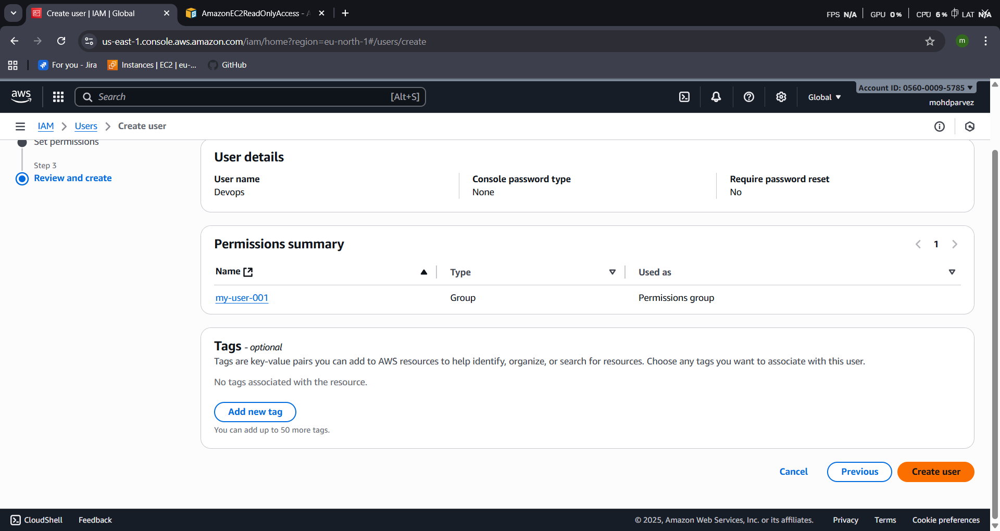 Create user | IAM | Global
AmazonEC2ReadOnlyAccess - A
FPS N/A GPU 0% CPU 6% LAT N/A
us-east-1.console.aws.amazon.com/iam/home?region=eu-north-1#/users/create
m
For you - Jira
Instances | EC2 | eu-...
GitHub
aws
Search [Alt+S]
Global
Account ID: 0560-0009-5785
mohdparvez
IAM Users Create user
Set permissions
Step 3
Review and create
User details
User name Console password type Require password reset
Devops None No
Permissions summary
1
Name Type Used as
my-user-001 Group Permissions group
Tags - optional
Tags are key-value pairs you can add to AWS resources to help identify, organize, or search for resources. Choose any tags you want to associate with this user.
No tags associated with the resource.
Add new tag
You can add up to 50 more tags.
Cancel Previous Create user
CloudShell Feedback © 2025, Amazon Web Services, Inc. or its affiliates. Privacy Terms Cookie preferences